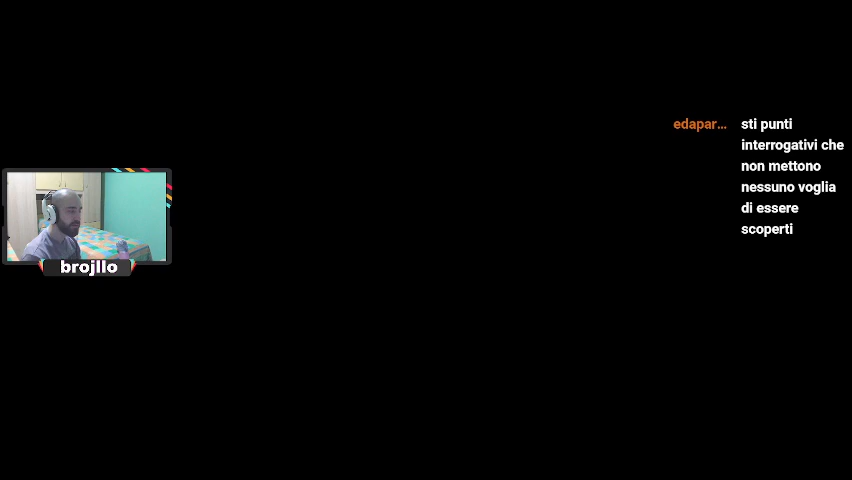 edapar...
sti punti
interrogativi che
non mettono
nessuno voglia
di essere
scoperti
brojllo